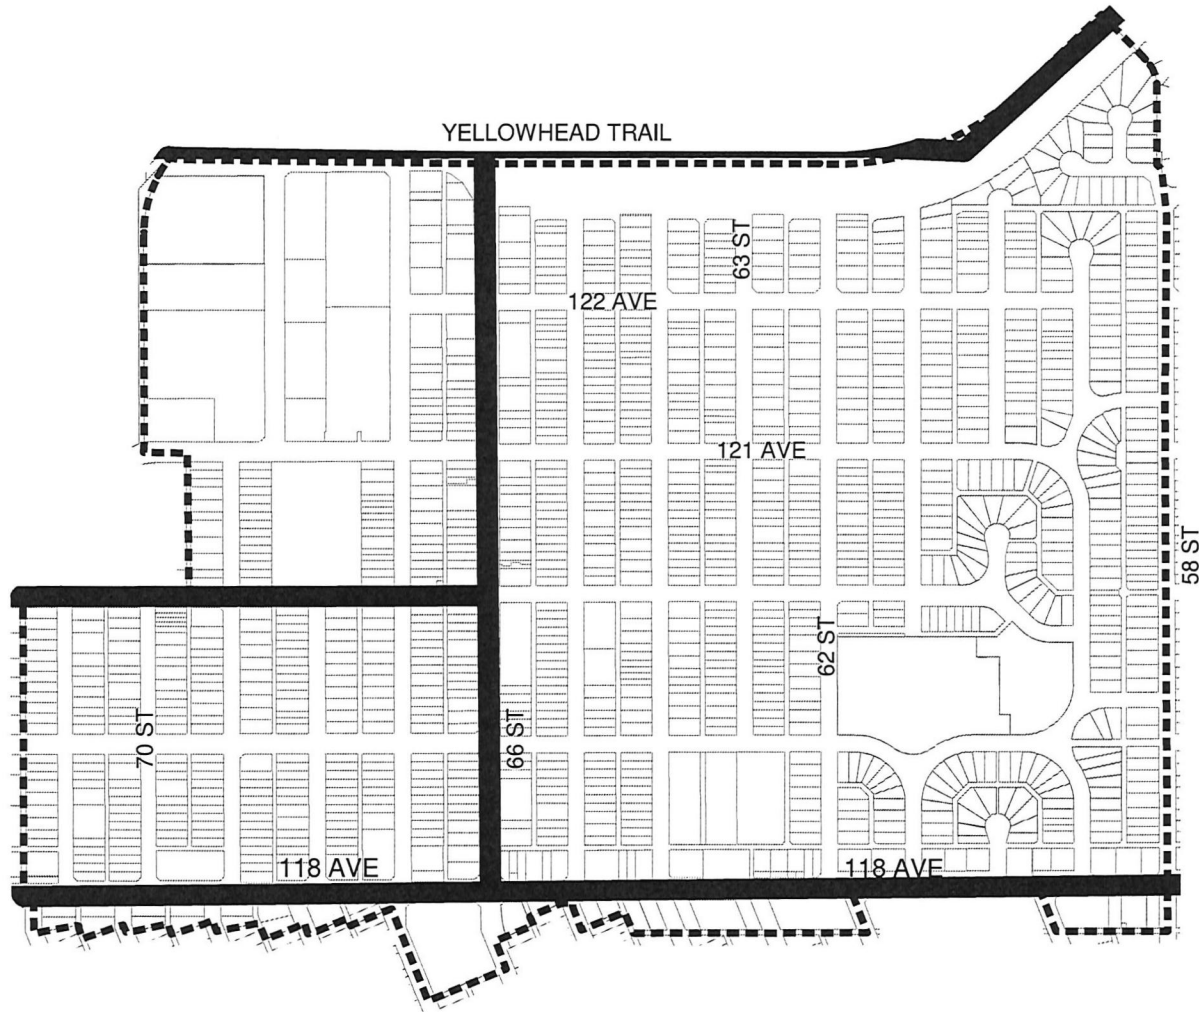 YELLOWHEAD TRAIL
63 ST
122 AVE
121 AVE
58 ST
62 ST
70 ST
66 ST
118 AVE
118 AVE